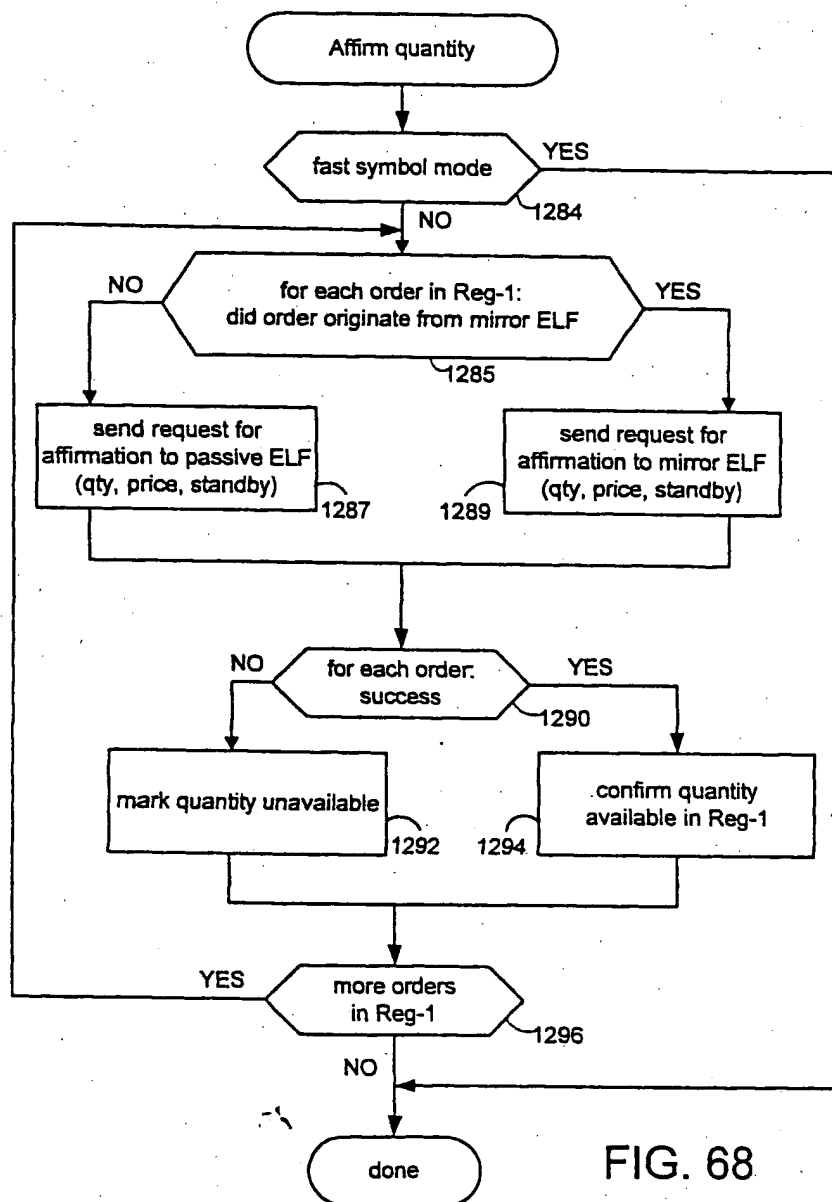 Affirm quantity
fast symbol mode
YES
1284
NO
NO
for each order in Reg-1:
did order originate from mirror ELF
YES
1285
send request for
affirmation to passive ELF
(qty, price, standby)
1287
send request for
affirmation to mirror ELF
(qty, price, standby)
1289
NO
for each order:
success
YES
1290
mark quantity unavailable
1292
confirm quantity
available in Reg-1
1294
YES
more orders
in Reg-1
1296
NO
done
FIG. 68